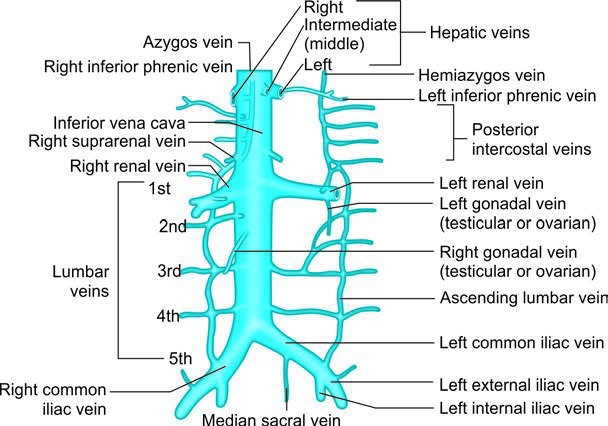 Right
Intermediate
(middle)
Left
Hepatic veins
Azygos vein
Right inferior phrenic vein
Hemiazygos vein
Left inferior phrenic vein
Inferior vena cava
Right suprarenal vein
Right renal vein
Posterior
intercostal veins
1st
2nd
3rd
4th
5th
Lumbar
veins
Left renal vein
Left gonadal vein
(testicular or ovarian)
Right gonadal vein
(testicular or ovarian)
Ascending lumbar vein
Left common iliac vein
Right common
iliac vein
Left external iliac vein
Left internal iliac vein
Median sacral vein